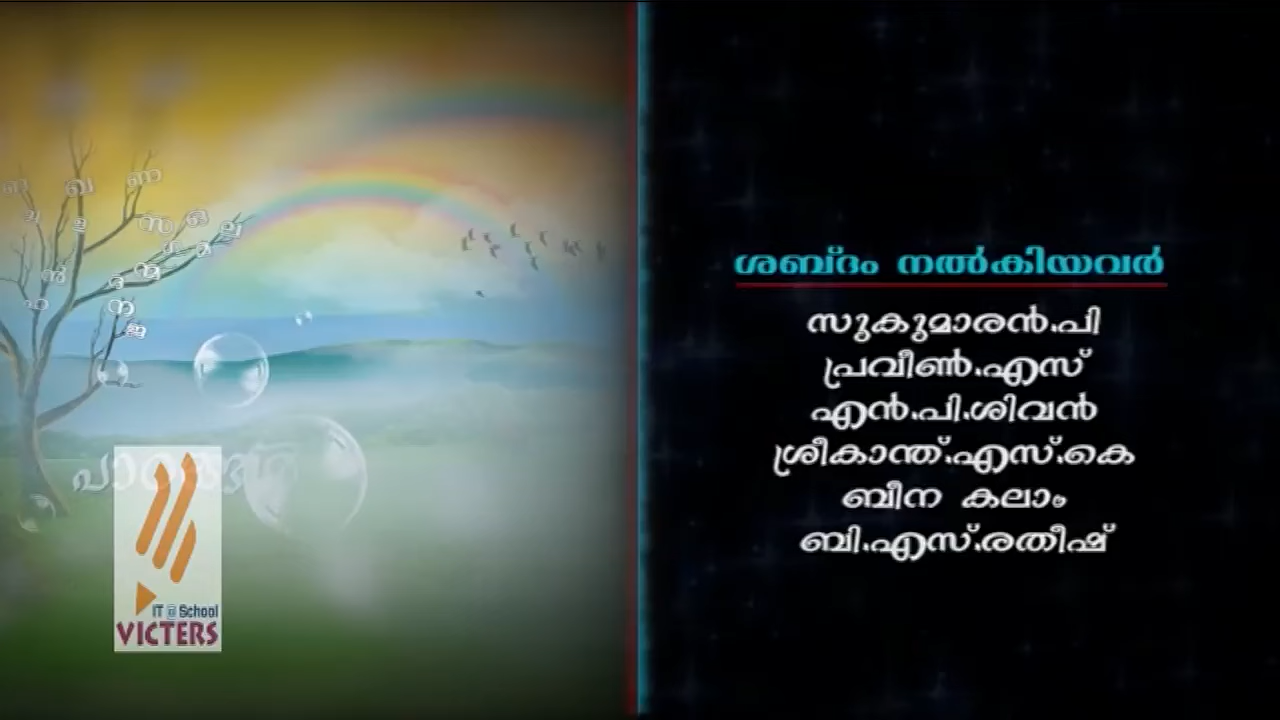 ശബ്ദം നൽകിയവർ
സുകുമാരൻ.പി
പ്രവീൺ.എസ്
എൻ.പി.ശിവൻ
ശ്രീകാന്ത്.എസ്.കെ
ബീന കലാം
ബി.എസ്.രതീഷ്
IT @ School
VICTERS